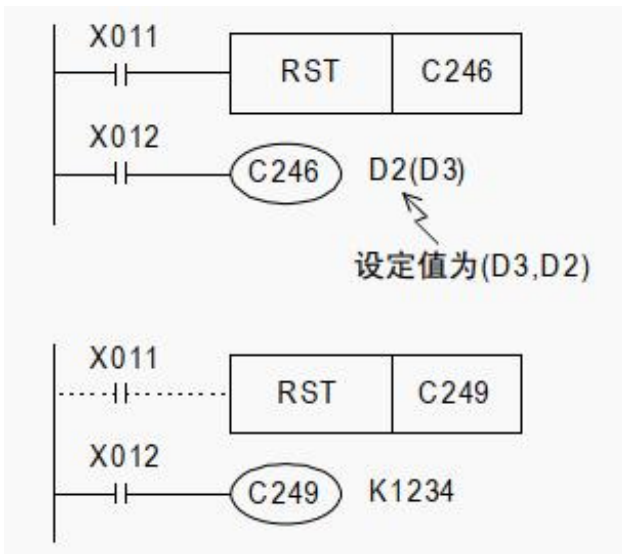 X011
RST C246
X012
C246 D2(D3)
设定值为(D3,D2)
X011
RST C249
X012
C249 K1234